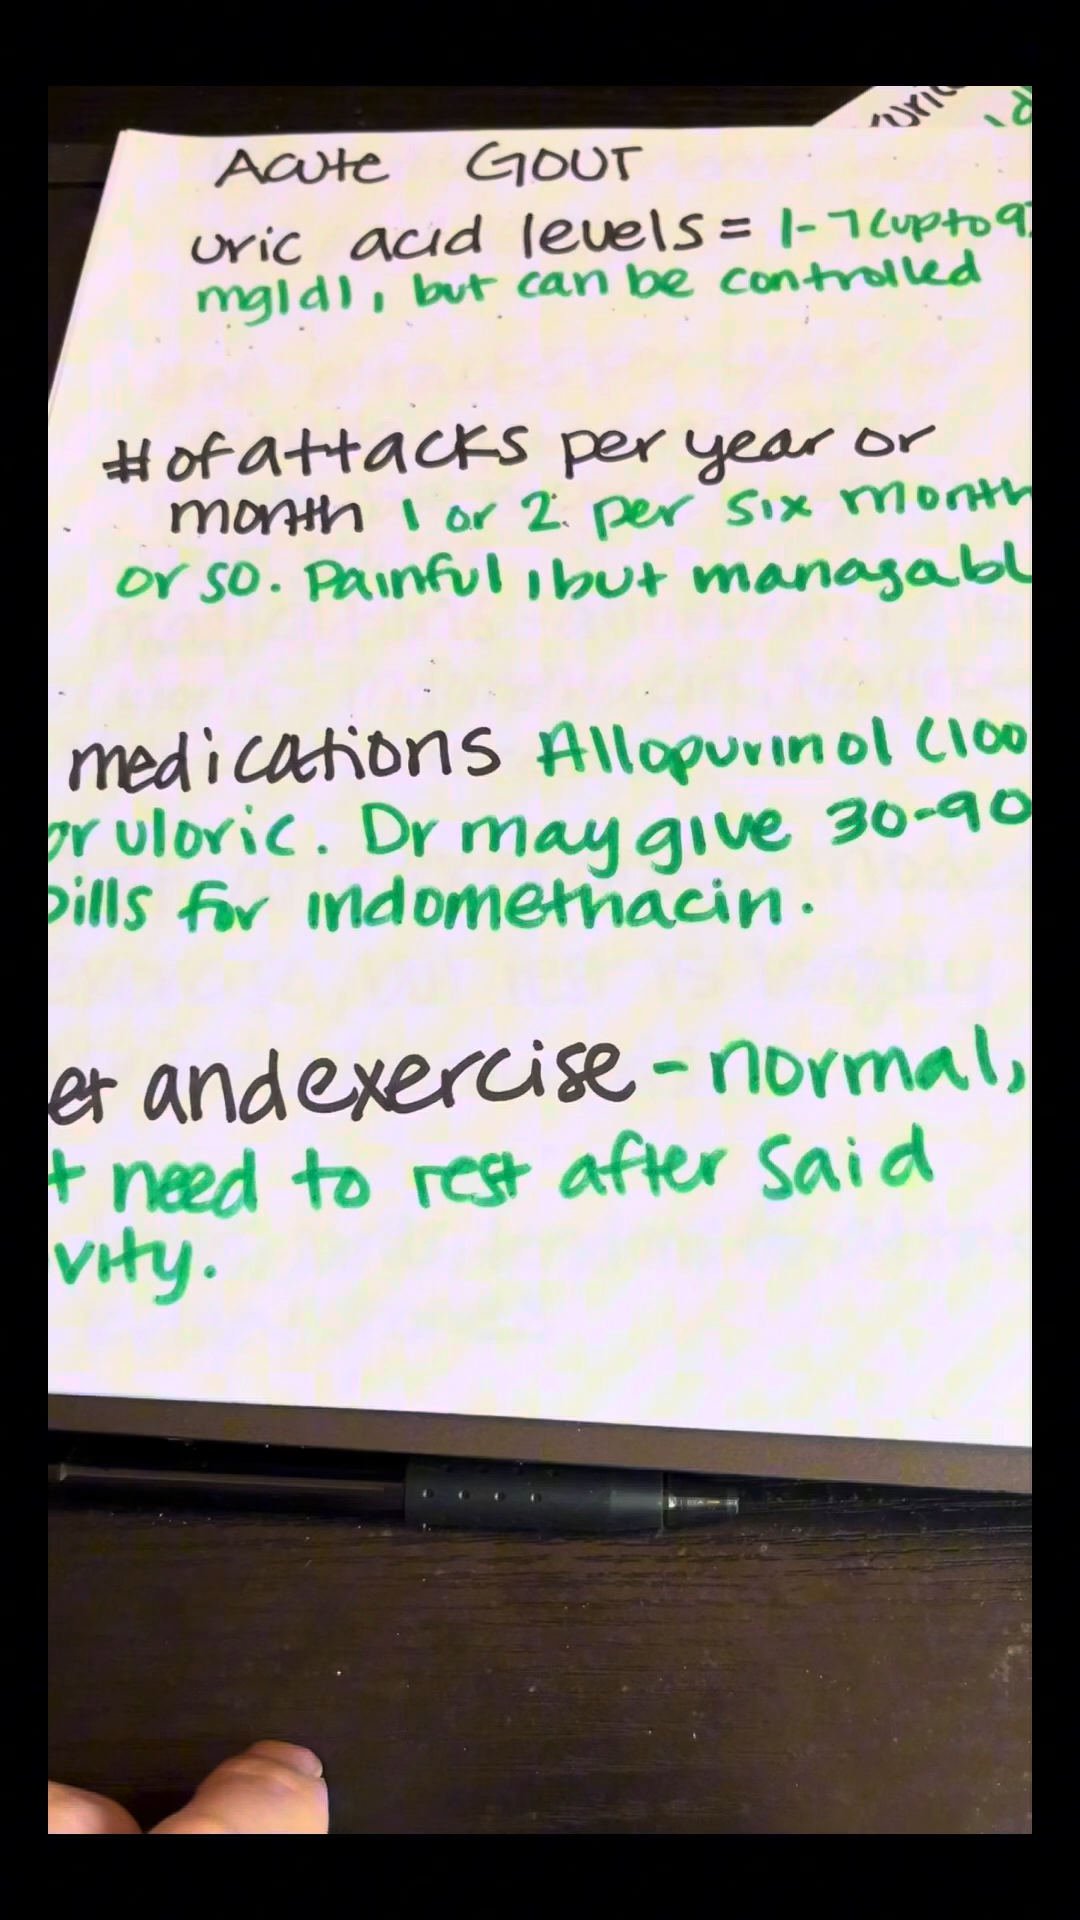 uric
Acute Gout
uric acid levels = 1-7 (up to 9)
mg/dl, but can be controlled
# of attacks per year or
month 1 or 2 per six month
or so. Painful, but managabl
medications Allopurinol (100
or uloric. Dr may give 30-90
pills for indomethacin.
et and exercise - normal,
t need to rest after said
vity.